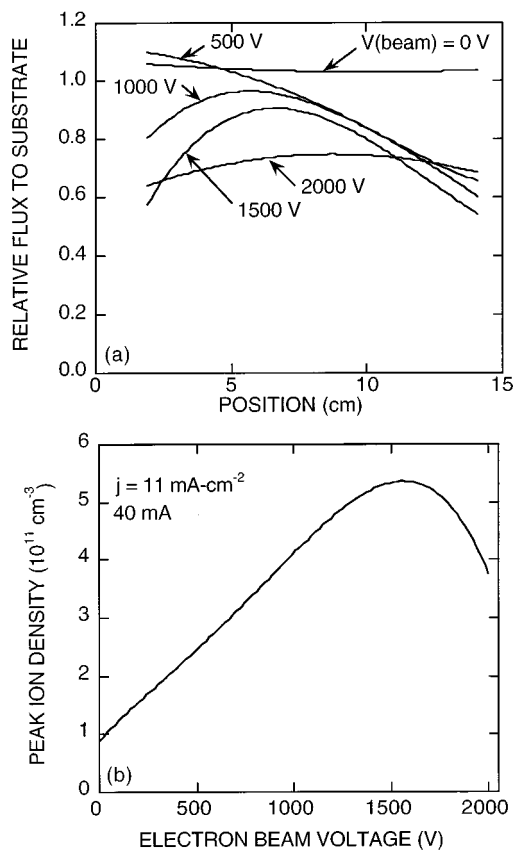 1.2
1.0
0.8
0.6
0.4
0.2
0.0
RELATIVE FLUX TO SUBSTRATE
500 V
V(beam) = 0 V
1000 V
2000 V
1500 V
(a)
0
5
10
15
POSITION (cm)
6
5
4
3
2
1
0
PEAK ION DENSITY (10¹¹ cm⁻³)
j = 11 mA-cm⁻²
40 mA
(b)
0
500
1000
1500
2000
ELECTRON BEAM VOLTAGE (V)